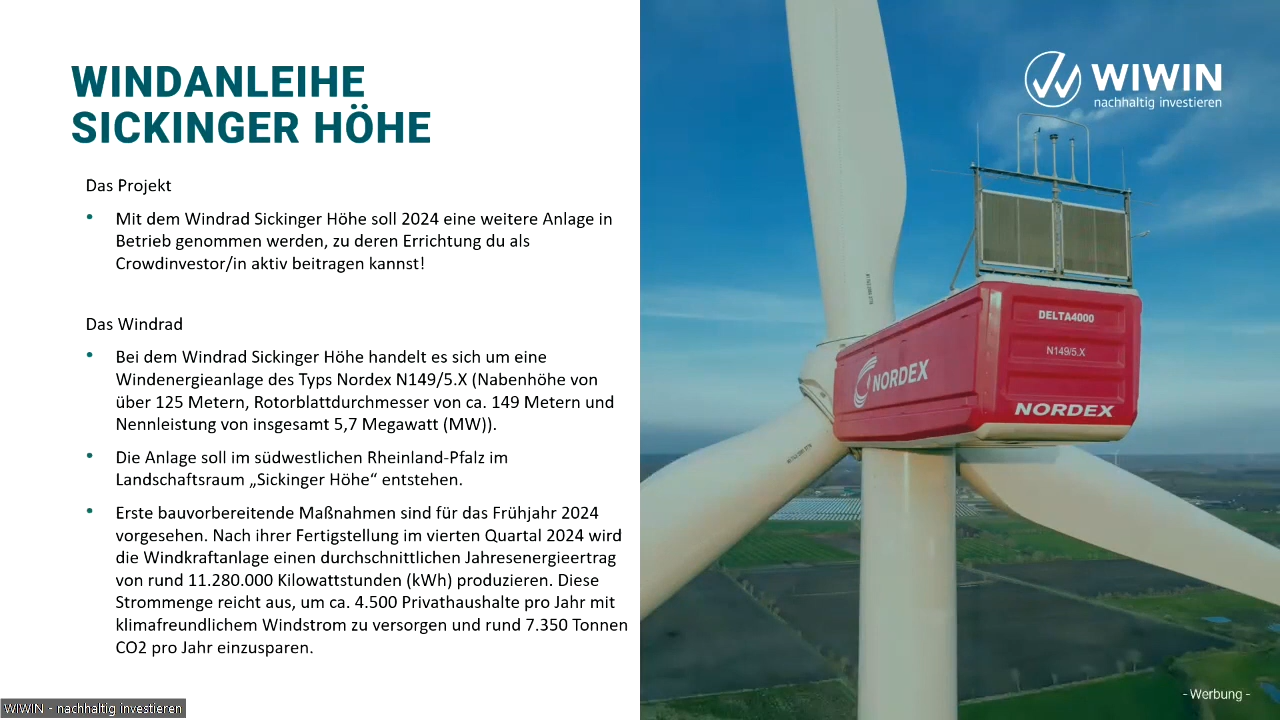 WINDANLEIHE
SICKINGER HÖHE
Das Projekt
• Mit dem Windrad Sickinger Höhe soll 2024 eine weitere Anlage in
Betrieb genommen werden, zu deren Errichtung du als
Crowdinvestor/in aktiv beitragen kannst!
Das Windrad
• Bei dem Windrad Sickinger Höhe handelt es sich um eine
Windenergieanlage des Typs Nordex N149/5.X (Nabenhöhe von
über 125 Metern, Rotorblattdurchmesser von ca. 149 Metern und
Nennleistung von insgesamt 5,7 Megawatt (MW)).
• Die Anlage soll im südwestlichen Rheinland-Pfalz im
Landschaftsraum „Sickinger Höhe“ entstehen.
• Erste bauvorbereitende Maßnahmen sind für das Frühjahr 2024
vorgesehen. Nach ihrer Fertigstellung im vierten Quartal 2024 wird
die Windkraftanlage einen durchschnittlichen Jahresenergieertrag
von rund 11.280.000 Kilowattstunden (kWh) produzieren. Diese
Strommenge reicht aus, um ca. 4.500 Privathaushalte pro Jahr mit
klimafreundlichem Windstrom zu versorgen und rund 7.350 Tonnen
CO2 pro Jahr einzusparen.
WIWIN - nachhaltig investieren
WIWIN
nachhaltig investieren
DELTA4000
N149/5.X
NORDEX
NORDEX
- Werbung -